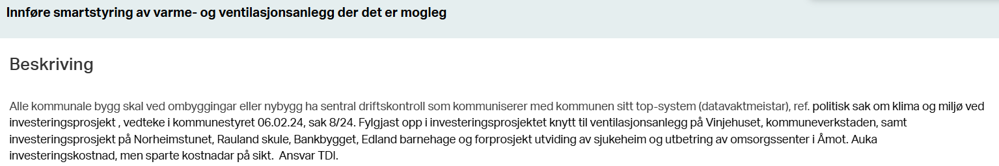 Innføre smartstyring av varme- og ventilasjonsanlegg der det er mogleg
Beskriving
Alle kommunale bygg skal ved ombyggingar eller nybygg ha sentral driftskontroll som kommuniserer med kommunen sitt top-system (datavaktmeistar), ref. politisk sak om klima og miljø ved
investeringsprosjekt , vedteke i kommunestyret 06.02.24, sak 8/24. Fylgjast opp i investeringsprosjektet knytt til ventilasjonsanlegg på Vinjehuset, kommuneverkstaden, samt
investeringsprosjekt på Norheimstunet, Rauland skule, Bankbygget, Edland barnehage og forprosjekt utviding av sjukeheim og utbetring av omsorgssenter i Åmot. Auka
investeringskostnad, men sparte kostnadar på sikt.  Ansvar TDI.